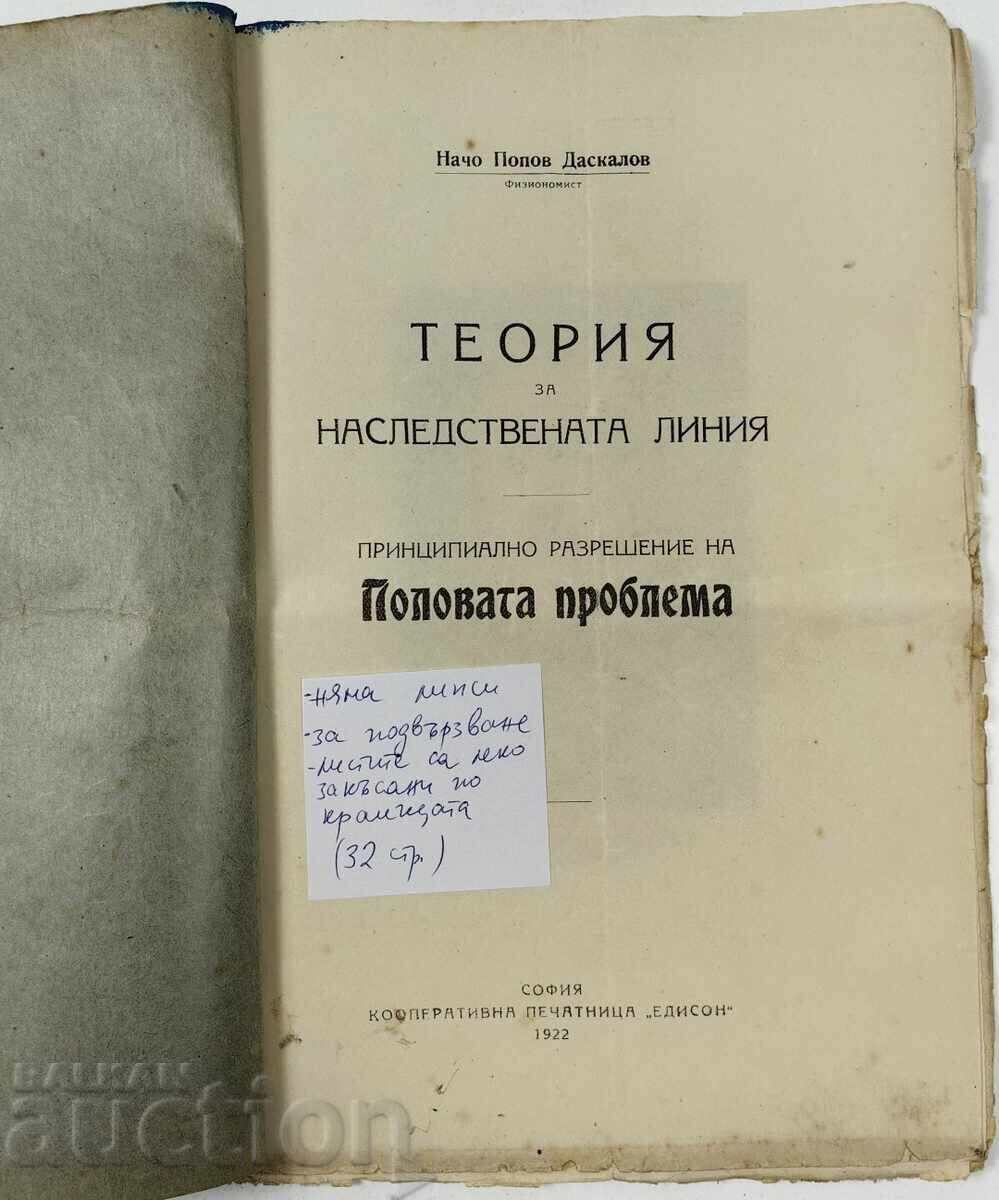 Начо Попов Даскалов
Физиономист
ТЕОРИЯ
ЗА
НАСЛЕДСТВЕНАТА ЛИНИЯ
ПРИНЦИПИАЛНО РАЗРЕШЕНИЕ НА
Половата проблема
-няма липси
-за подвързване
-листите са леко
закъсани по
краищата
(32 стр.)
СОФИЯ
КООПЕРАТИВНА ПЕЧАТНИЦА „ЕДИСОН“
1922
BALKAN
auction